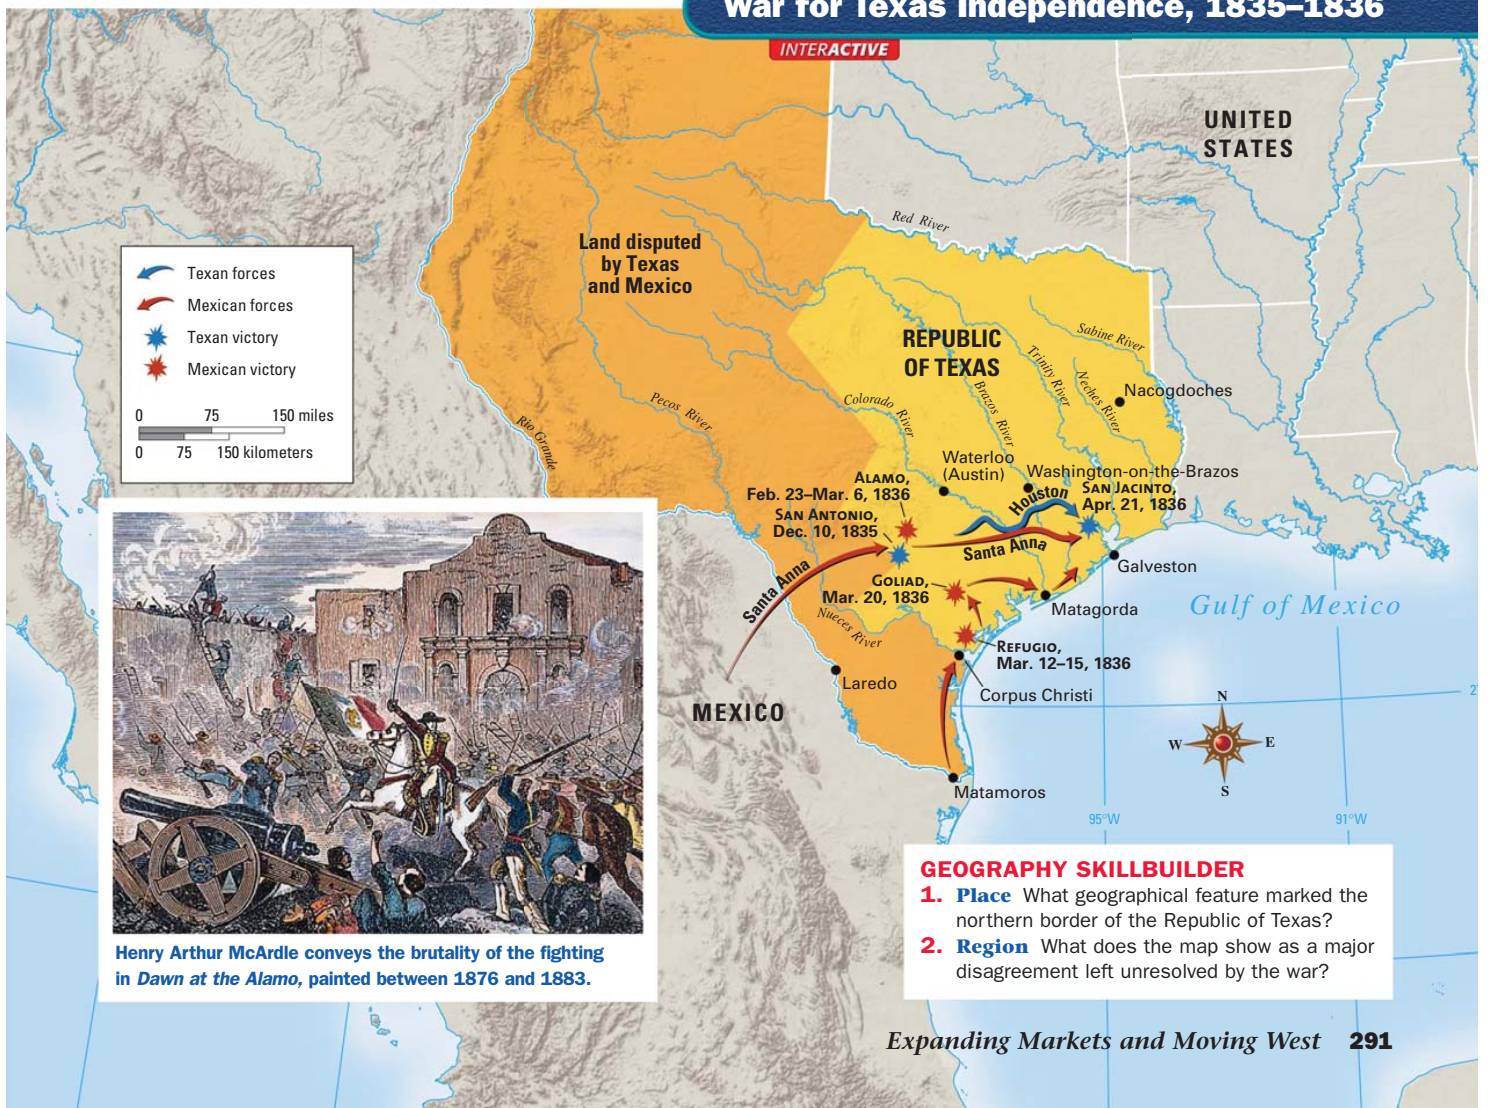 War for Texas Independence, 1835–1836
INTERACTIVE
UNITED
STATES
Red River
Land disputed
by Texas
and Mexico
Texan forces
Mexican forces
Texan victory
Mexican victory
0 75 150 miles
0 75 150 kilometers
REPUBLIC
OF TEXAS
Sabine River
Trinity River
Neches River
Nacogdoches
Brazos River
Colorado River
Pecos River
Rio Grande
Waterloo
(Austin)
Washington-on-the-Brazos
ALAMO,
Feb. 23–Mar. 6, 1836
SAN ANTONIO,
Dec. 10, 1835
Houston
SAN JACINTO,
Apr. 21, 1836
Santa Anna
Santa Anna
Galveston
GOLIAD,
Mar. 20, 1836
Matagorda
Gulf of Mexico
Nueces River
REFUGIO,
Mar. 12–15, 1836
Laredo
Corpus Christi
MEXICO
N
W E
S
Matamoros
95°W
91°W
Henry Arthur McArdle conveys the brutality of the fighting
in Dawn at the Alamo, painted between 1876 and 1883.
GEOGRAPHY SKILLBUILDER
1. Place What geographical feature marked the
northern border of the Republic of Texas?
2. Region What does the map show as a major
disagreement left unresolved by the war?
Expanding Markets and Moving West 291